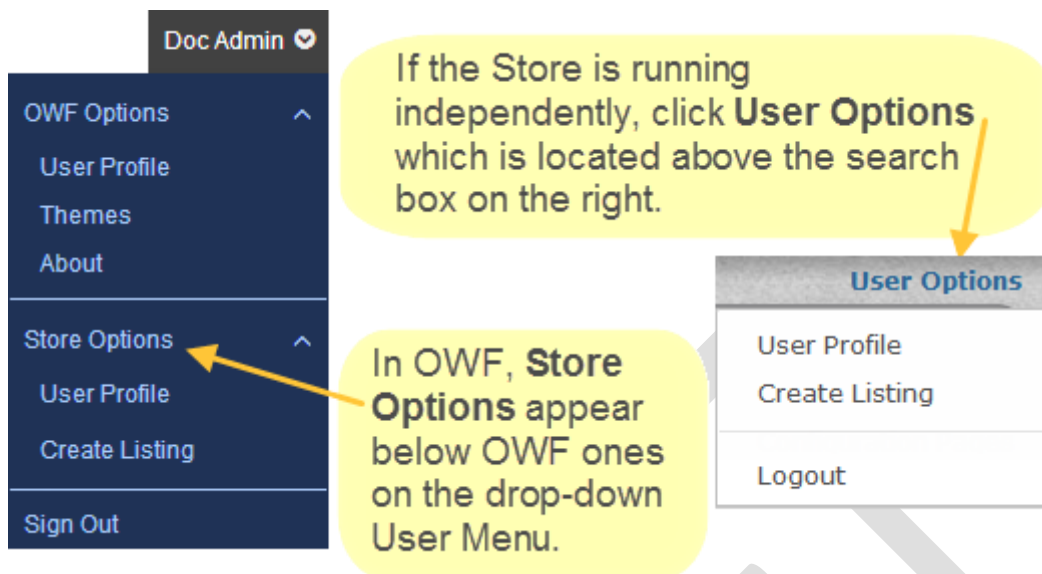 Doc Admin
OWF Options
User Profile
Themes
About
Store Options
User Profile
Create Listing
Sign Out
If the Store is running
independently, click User Options
which is located above the search
box on the right.
In OWF, Store
Options appear
below OWF ones
on the drop-down
User Menu.
User Options
User Profile
Create Listing
Logout